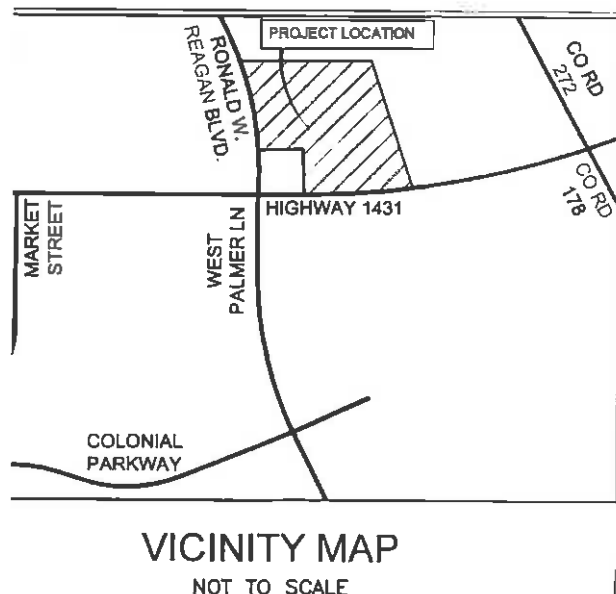 PROJECT LOCATION
RONALD W.
REAGAN BLVD.
CO RD
272
CO RD
178
HIGHWAY 1431
MARKET
STREET
WEST
PALMER LN
COLONIAL
PARKWAY
VICINITY MAP
NOT TO SCALE